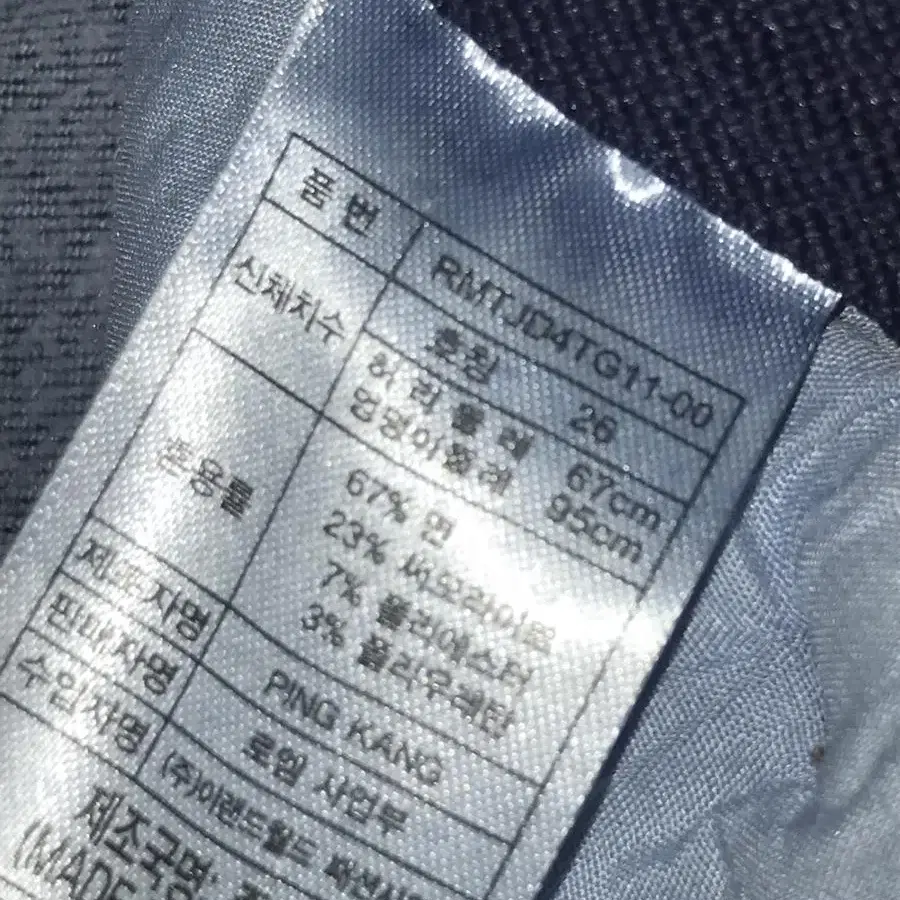 품 번 RMTJD4TG11-00
신체치수 호칭 26
허리둘레 67cm
엉덩이둘레 95cm
혼용률 67% 면
23% 써모라이트
7% 폴리에스터
3% 폴리우레탄
제조자명 PING KANG
판매자명 로엠 사업부
수입자명 (주)이랜드월드 패션사업부
제조국명:
(MADE